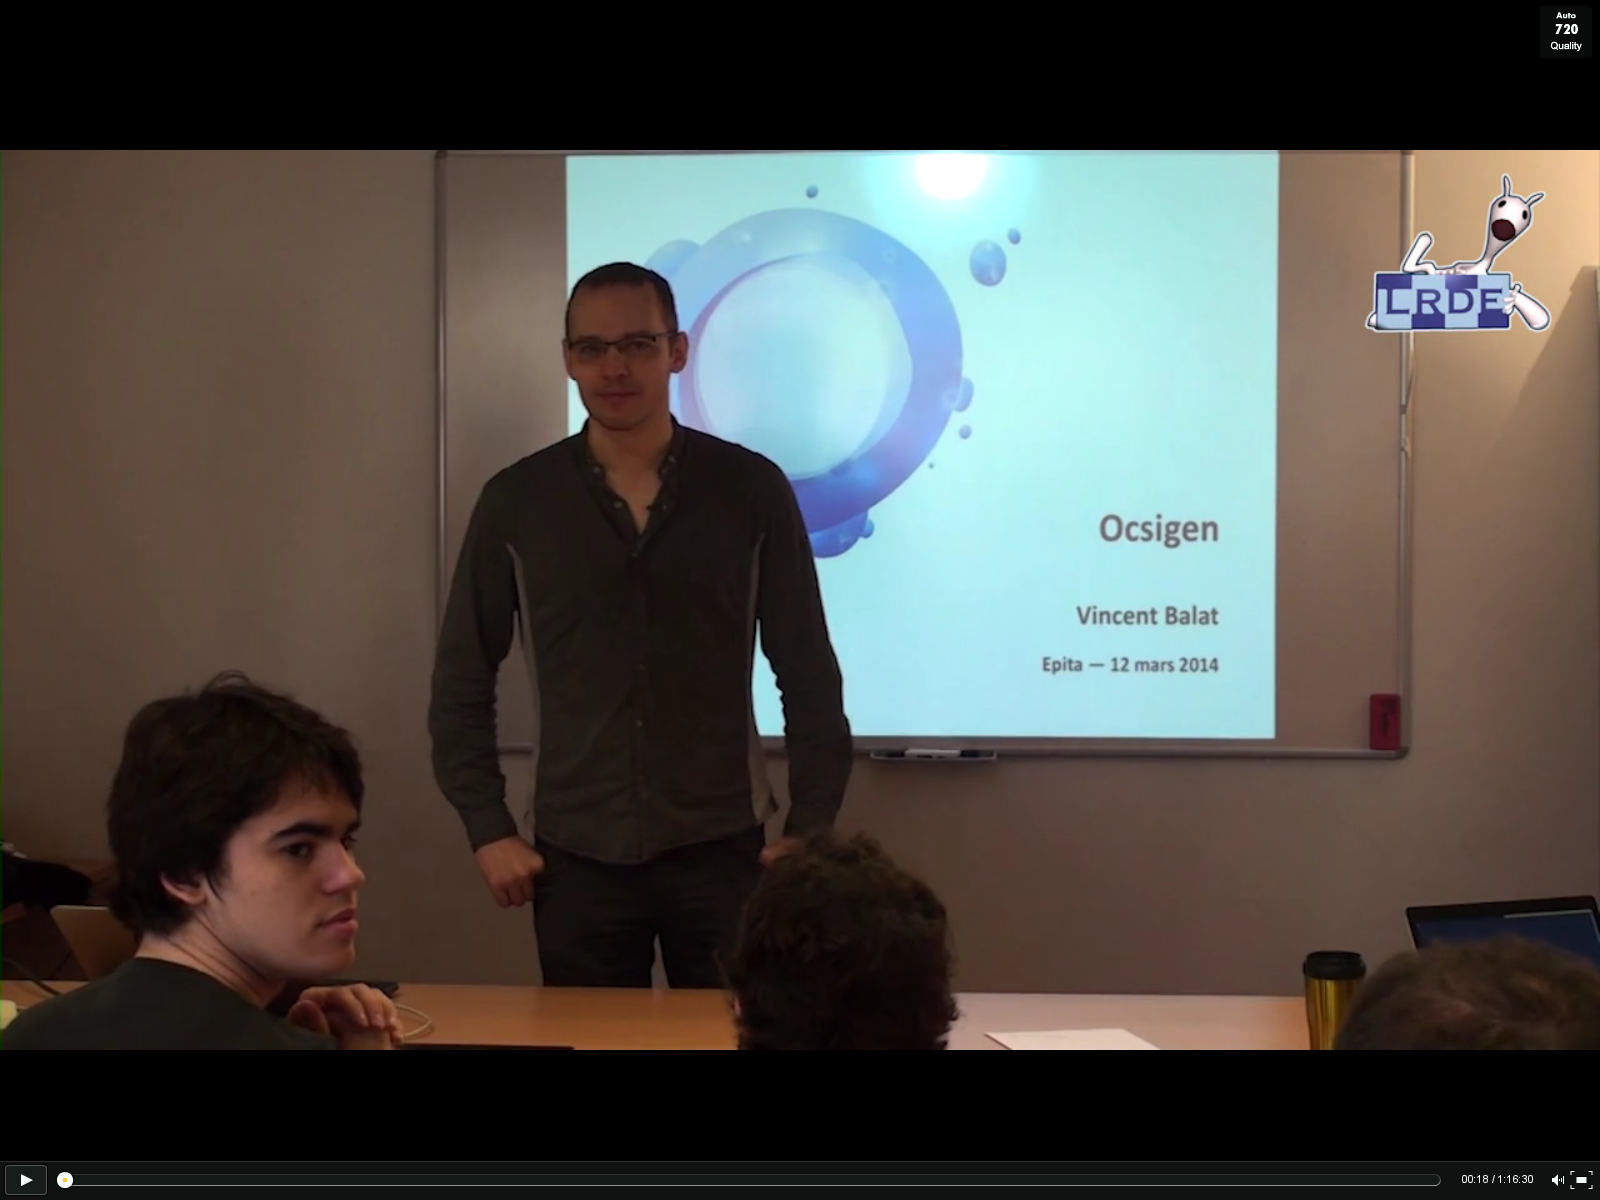 Auto
720
Quality
LRDE
Ocsigen
Vincent Balat
Epita — 12 mars 2014
00:18 / 1:16:30